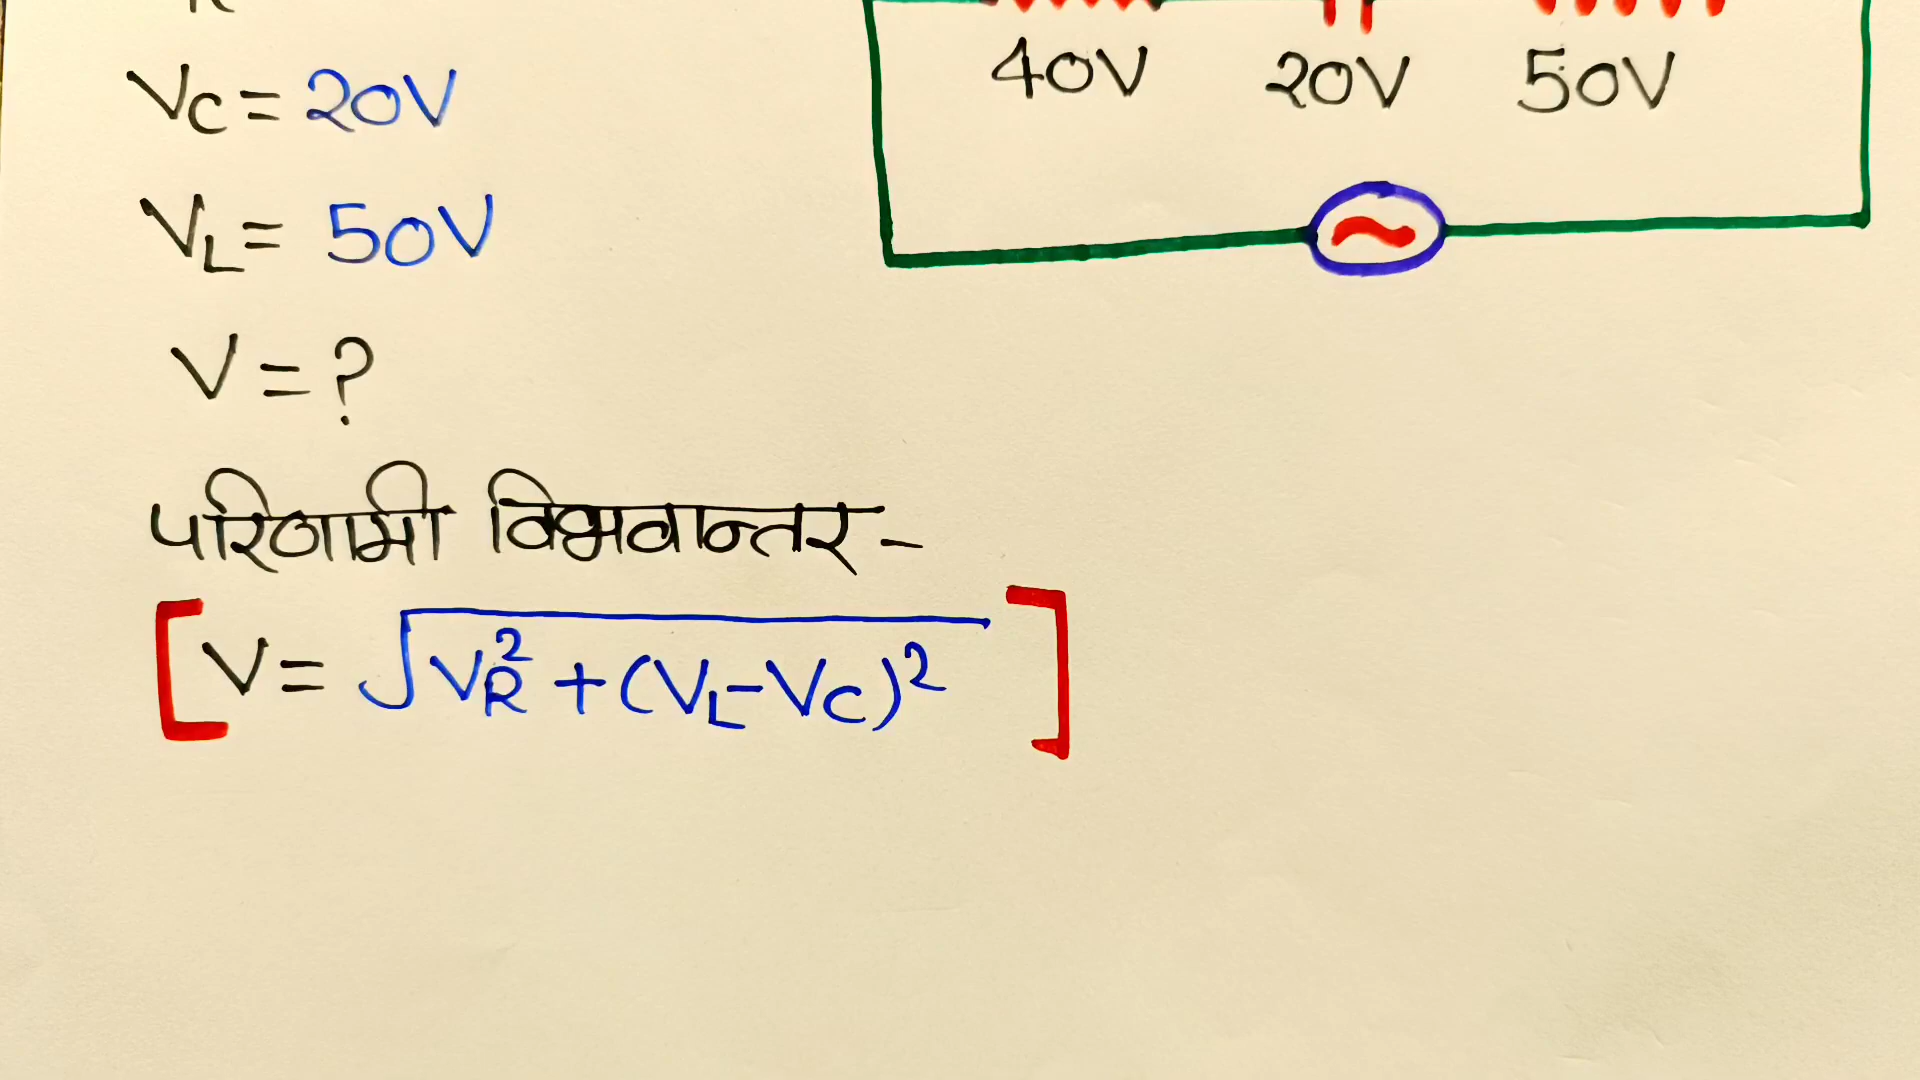 40V 20V 50V
VC = 20V
VL = 50V
V = ?
परिणामी विभवान्तर -
[V = √VR² + (VL - VC)²]